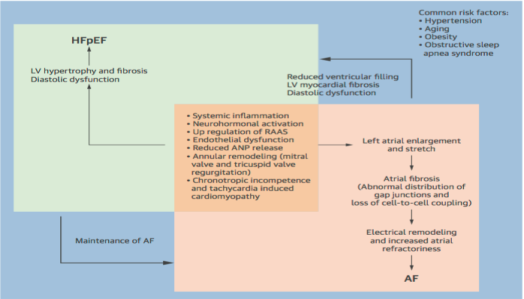 Common risk factors:
• Hypertension
• Aging
• Obesity
• Obstructive sleep
apnea syndrome
HFpEF
LV hypertrophy and fibrosis
Diastolic dysfunction
Reduced ventricular filling
LV myocardial fibrosis
Diastolic dysfunction
• Systemic inflammation
• Neurohormonal activation
• Up regulation of RAAS
• Endothelial dysfunction
• Reduced ANP release
• Annular remodeling (mitral
valve and tricuspid valve
regurgitation)
• Chronotropic incompetence
and tachycardia induced
cardiomyopathy
Left atrial enlargement
and stretch
Atrial fibrosis
(Abnormal distribution of
gap junctions and
loss of cell-to-cell coupling)
Electrical remodeling
and increased atrial
refractoriness
AF
Maintenance of AF